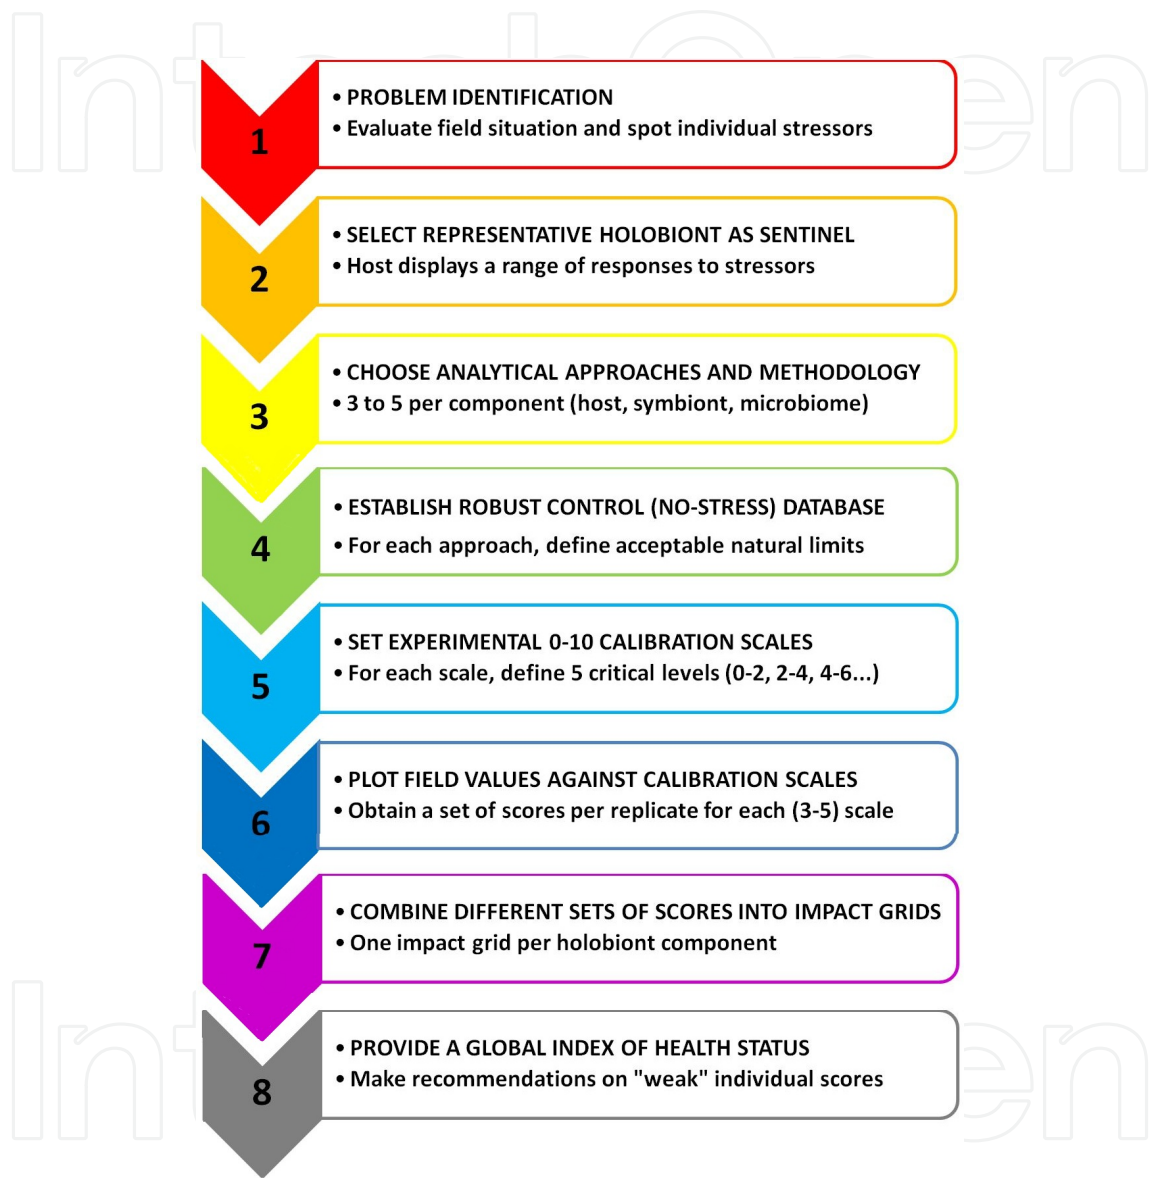 IntechOpen
1
• PROBLEM IDENTIFICATION
• Evaluate field situation and spot individual stressors
2
• SELECT REPRESENTATIVE HOLOBIONT AS SENTINEL
• Host displays a range of responses to stressors
3
• CHOOSE ANALYTICAL APPROACHES AND METHODOLOGY
• 3 to 5 per component (host, symbiont, microbiome)
4
• ESTABLISH ROBUST CONTROL (NO-STRESS) DATABASE
• For each approach, define acceptable natural limits
5
• SET EXPERIMENTAL 0-10 CALIBRATION SCALES
• For each scale, define 5 critical levels (0-2, 2-4, 4-6...)
6
• PLOT FIELD VALUES AGAINST CALIBRATION SCALES
• Obtain a set of scores per replicate for each (3-5) scale
7
• COMBINE DIFFERENT SETS OF SCORES INTO IMPACT GRIDS
• One impact grid per holobiont component
8
• PROVIDE A GLOBAL INDEX OF HEALTH STATUS
• Make recommendations on "weak" individual scores